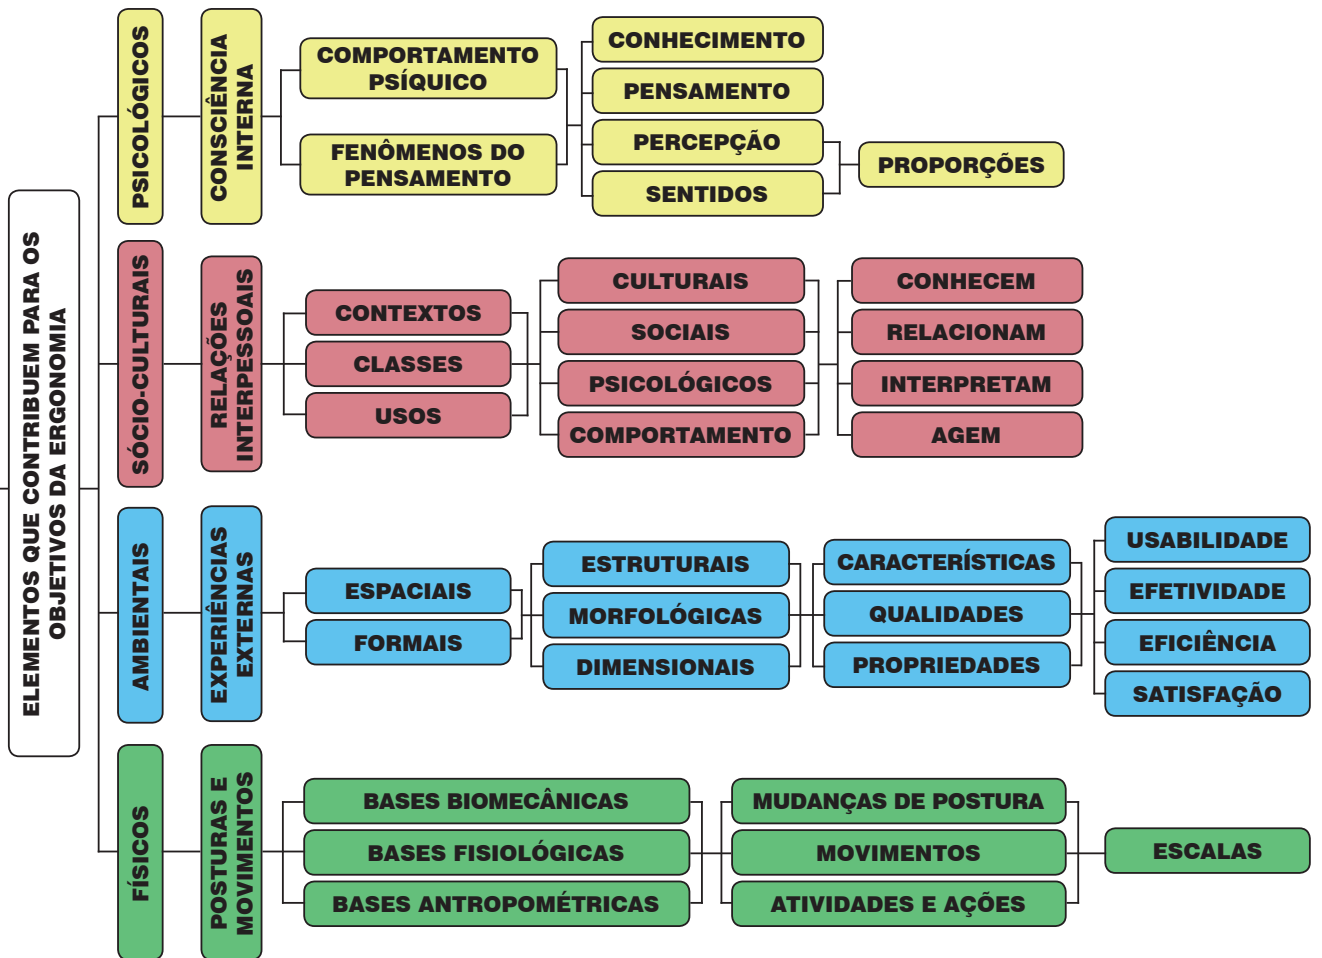 ELEMENTOS QUE CONTRIBUEM PARA OS
OBJETIVOS DA ERGONOMIA
PSICOLÓGICOS
CONSCIÊNCIA
INTERNA
COMPORTAMENTO
PSÍQUICO
FENÔMENOS DO
PENSAMENTO
CONHECIMENTO
PENSAMENTO
PERCEPÇÃO
SENTIDOS
PROPORÇÕES
SÓCIO-CULTURAIS
RELAÇÕES
INTERPESSOAIS
CONTEXTOS
CLASSES
USOS
CULTURAIS
SOCIAIS
PSICOLÓGICOS
COMPORTAMENTO
CONHECEM
RELACIONAM
INTERPRETAM
AGEM
AMBIENTAIS
EXPERIÊNCIAS
EXTERNAS
ESPACIAIS
FORMAIS
ESTRUTURAIS
MORFOLÓGICAS
DIMENSIONAIS
CARACTERÍSTICAS
QUALIDADES
PROPRIEDADES
USABILIDADE
EFETIVIDADE
EFICIÊNCIA
SATISFAÇÃO
FÍSICOS
POSTURAS E
MOVIMENTOS
BASES BIOMECÂNICAS
BASES FISIOLÓGICAS
BASES ANTROPOMÉTRICAS
MUDANÇAS DE POSTURA
MOVIMENTOS
ATIVIDADES E AÇÕES
ESCALAS